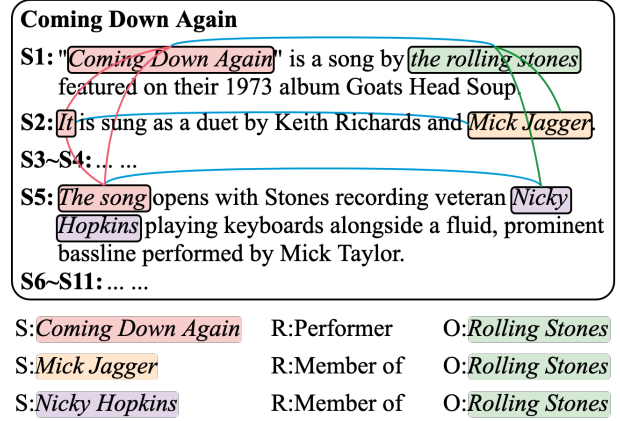 Coming Down Again
S1: "Coming Down Again" is a song by the rolling stones
featured on their 1973 album Goats Head Soup.
S2: It is sung as a duet by Keith Richards and Mick Jagger.
S3~S4: ... ...
S5: The song opens with Stones recording veteran Nicky
Hopkins playing keyboards alongside a fluid, prominent
bassline performed by Mick Taylor.
S6~S11: ... ...
S:Coming Down Again R:Performer O:Rolling Stones
S:Mick Jagger R:Member of O:Rolling Stones
S:Nicky Hopkins R:Member of O:Rolling Stones